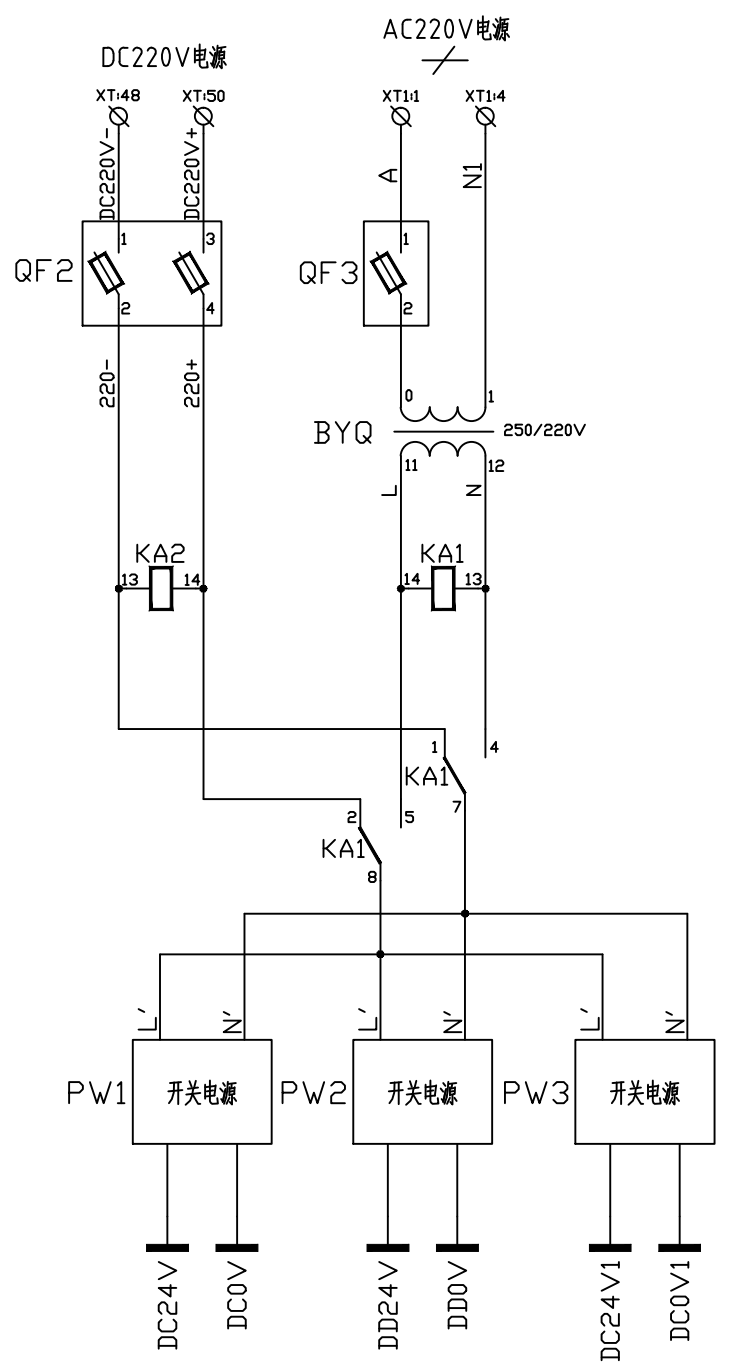 DC220V电源
AC220V电源
XT:48
XT:50
XT1:1
XT1:4
DC220V-
DC220V+
A
N1
QF2
1
3
2
4
QF3
1
2
220-
220+
0
1
BYQ
250/220V
11
12
L
N
KA2
13
14
KA1
14
13
1
4
KA1
7
2
5
KA1
8
L'
N'
L'
N'
L'
N'
PW1
开关电源
PW2
开关电源
PW3
开关电源
DC24V
DC0V
DD24V
DD0V
DC24V1
DC0V1